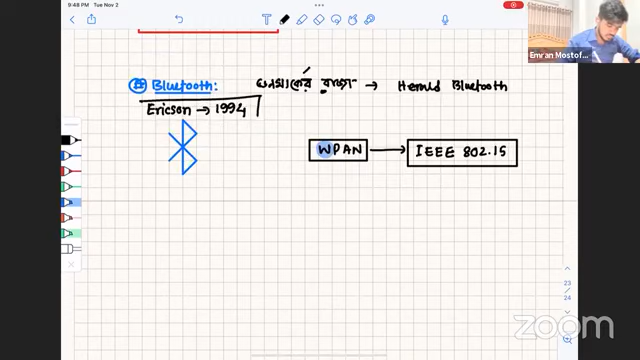 9:48 PM Tue Nov 2
# Bluetooth: → Herald Bluetooth
Ericson → 1994
WPAN → IEEE 802.15
Emran Mostof...
23
/
24
zoom